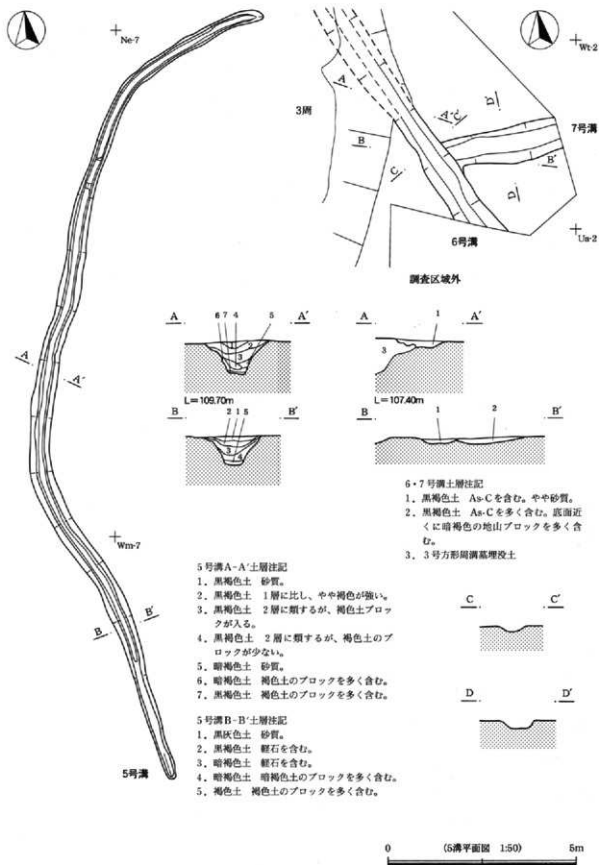 Ne-7
Wt-2
3周
A
A′
B
C
C′
D′
7号溝
B′
D
6号溝
Us-2
調査区域外
A
A′
Wm-7
B
B′
5号溝
A 6 7 4 5 A′
2
3
L=109.70m
B 2 1 5 B′
3
4
A 1 A′
3
L=107.40m
B 1 2 B′
6・7号溝土層注記
1. 黒褐色土 As-Cを含む。やや砂質。
2. 黒褐色土 As-Cを多く含む。底面近
くに暗褐色の地山ブロックを多く含
む。
3. 3号方形周溝墓埋没土
5号溝A-A′土層注記
1. 黒褐色土 砂質。
2. 黒褐色土 1層に比し、やや褐色が強い。
3. 黒褐色土 2層に類するが、褐色土ブロッ
クが入る。
4. 黒褐色土 2層に類するが、褐色土のブ
ロックが少ない。
5. 暗褐色土 砂質。
6. 暗褐色土 褐色土のブロックを多く含む。
7. 黒褐色土 褐色土のブロックを多く含む。
5号溝B-B′土層注記
1. 黒灰色土 砂質。
2. 黒褐色土 軽石を含む。
3. 暗褐色土 軽石を含む。
4. 暗褐色土 暗褐色土のブロックを多く含む。
5. 褐色土 褐色土のブロックを多く含む。
C C′
D D′
0 (5溝平面図 1:50) 5m